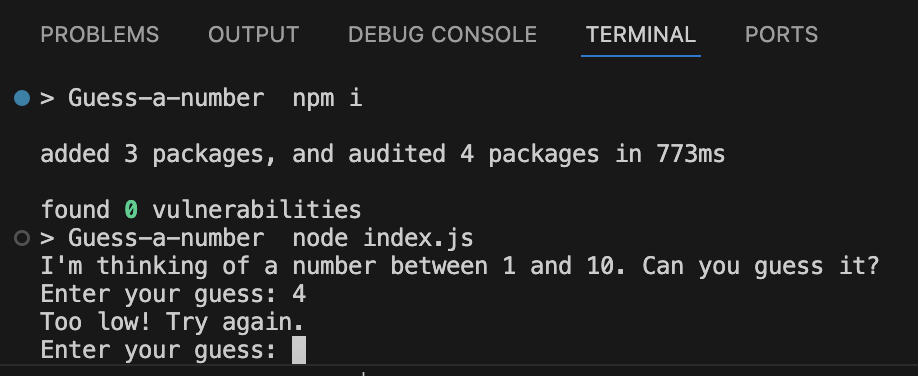 PROBLEMS OUTPUT DEBUG CONSOLE TERMINAL PORTS
> Guess-a-number npm i
added 3 packages, and audited 4 packages in 773ms
found 0 vulnerabilities
> Guess-a-number node index.js
I'm thinking of a number between 1 and 10. Can you guess it?
Enter your guess: 4
Too low! Try again.
Enter your guess: